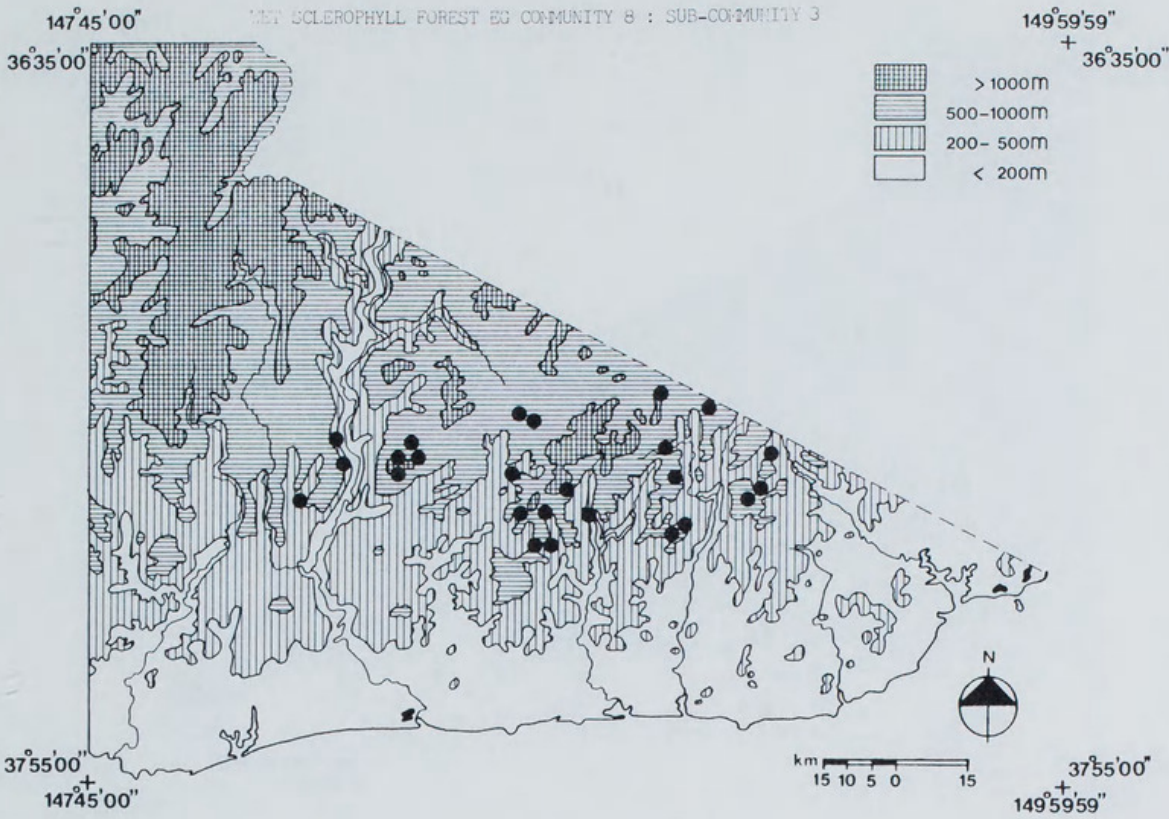 WET SCLEROPHYLL FOREST EG COMMUNITY 8 : SUB-COMMUNITY 3
147°45'00"
36°35'00"
149°59'59"
36°35'00"
> 1000m
500-1000m
200- 500m
< 200m
N
km
15 10 5 0 15
37°55'00"
147°45'00"
37°55'00"
149°59'59"